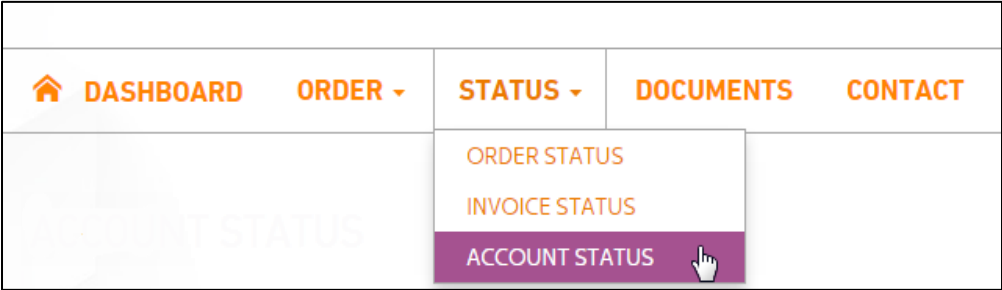 DASHBOARD ORDER STATUS DOCUMENTS CONTACT
ORDER STATUS
INVOICE STATUS
ACCOUNT STATUS
ACCOUNT STATUS